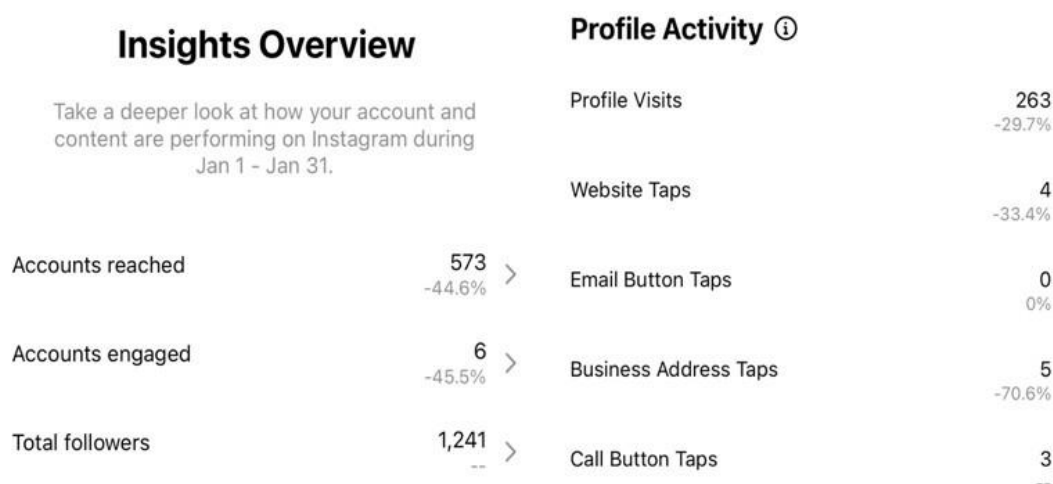 Insights Overview
Take a deeper look at how your account and
content are performing on Instagram during
Jan 1 - Jan 31.
Accounts reached 573
-44.6%
Accounts engaged 6
-45.5%
Total followers 1,241
--
Profile Activity
Profile Visits 263
-29.7%
Website Taps 4
-33.4%
Email Button Taps 0
0%
Business Address Taps 5
-70.6%
Call Button Taps 3
--